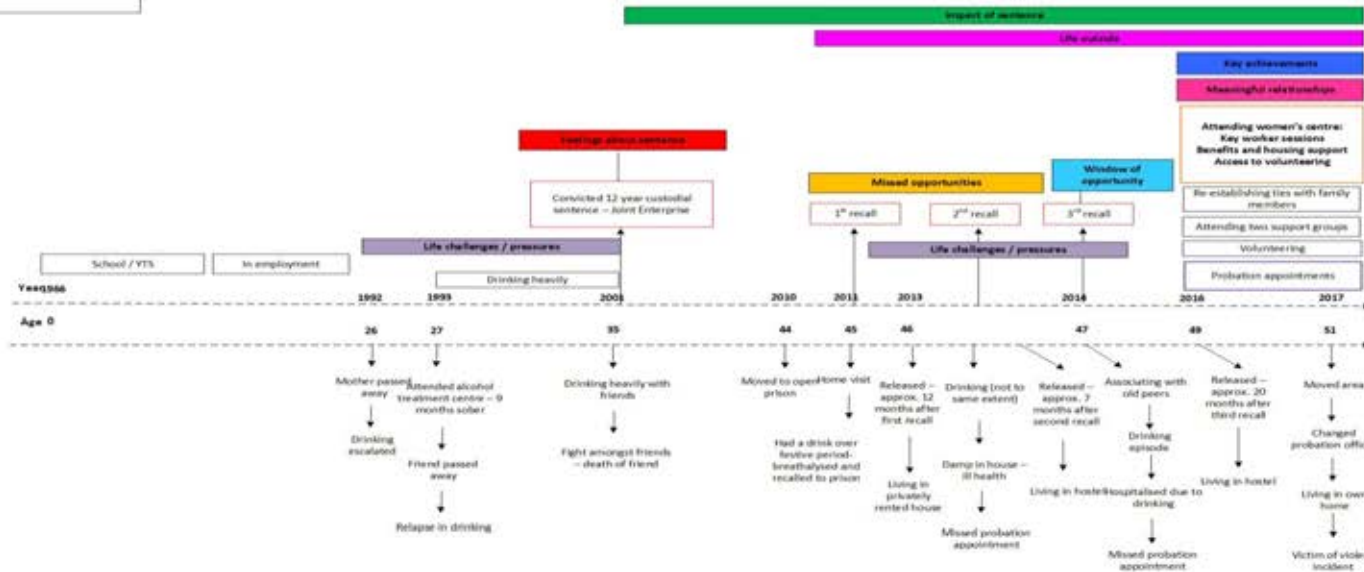 Impact of sentence
Life outside
Key achievements
Meaningful relationships
Attending women's centre:
Key worker sessions
Benefits and housing support
Access to volunteering
Feelings about sentence
Window of
opportunity
Missed opportunities
Convicted 12 year custodial
sentence – Joint Enterprise
1st recall
2nd recall
3rd recall
Re-establishing ties with family
members
Attending two support groups
Life challenges / pressures
Life challenges / pressures
Volunteering
School / YTS
In employment
Drinking heavily
Probation appointments
Year
1992
1993
2001
2010
2011
2013
2014
2016
2017
Age 0
26
27
35
44
45
46
47
49
51
Mother passed
away
Drinking
escalated
Attended alcohol
treatment centre – 9
months sober
Friend passed
away
Relapse in drinking
Drinking heavily with
friends
Fight amongst friends
– death of friend
Moved to open
prison
Home visit
Had a drink over
festive period-
breathalysed and
recalled to prison
Released –
approx. 12
months after
first recall
Living in
privately
rented house
Drinking (not to
same extent)
Damp in house –
ill health
Missed probation
appointment
Released –
approx. 7
months after
second recall
Living in hostel
Associating with
old peers
Drinking
episode
Hospitalised due to
drinking
Missed probation
appointment
Released –
approx. 20
months after
third recall
Living in hostel
Moved area
Changed
probation offic
Living in own
home
Victim of viole
incident